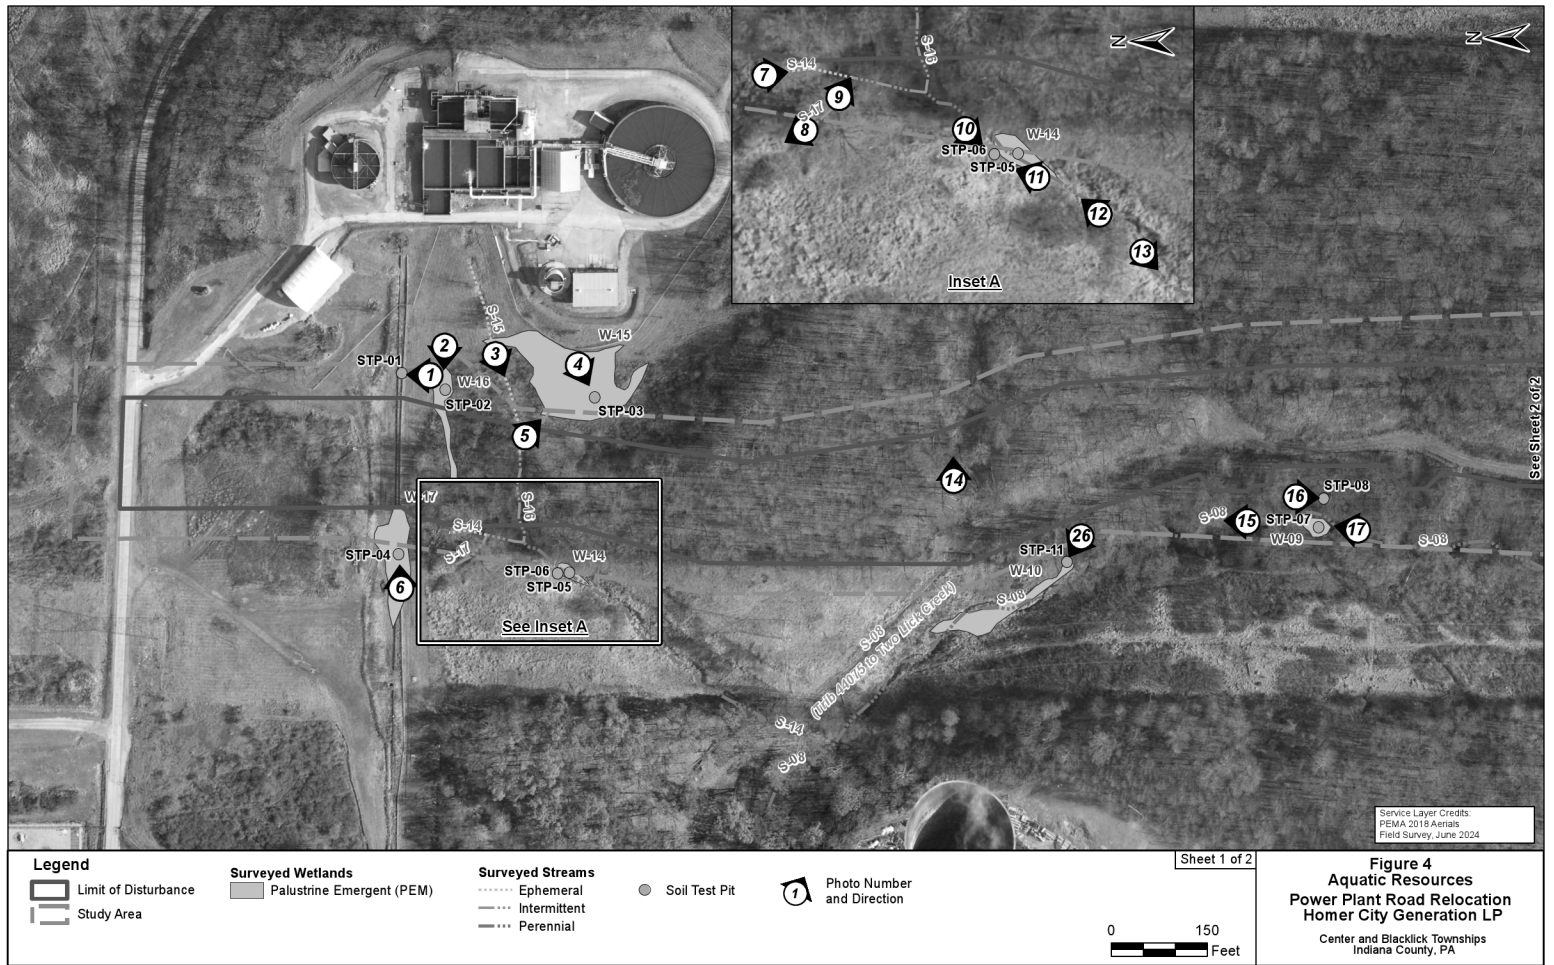 N
N
S-16
S-14
7
9
S-17
8
10
W-14
STP-06
STP-05
11
12
13
Inset A
S-15
W-15
2
3
STP-01
1
4
W-16
STP-02
STP-03
5
See Sheet 2 of 2
14
W-17
S-16
16
STP-08
S-14
S-08
15
STP-07
17
S-17
26
W-09
S-08
STP-04
W-14
STP-11
STP-06
STP-05
W-10
6
S-08
See Inset A
S-08
(Trib 44075 to Two Lick Creek)
S-14
S-08
Service Layer Credits:
PEMA 2018 Aerials
Field Survey, June 2024
Legend
Limit of Disturbance
Study Area
Surveyed Wetlands
Palustrine Emergent (PEM)
Surveyed Streams
Ephemeral
Intermittent
Perennial
Soil Test Pit
1
Photo Number
and Direction
Sheet 1 of 2
0 150
Feet
Figure 4
Aquatic Resources
Power Plant Road Relocation
Homer City Generation LP
Center and Blacklick Townships
Indiana County, PA